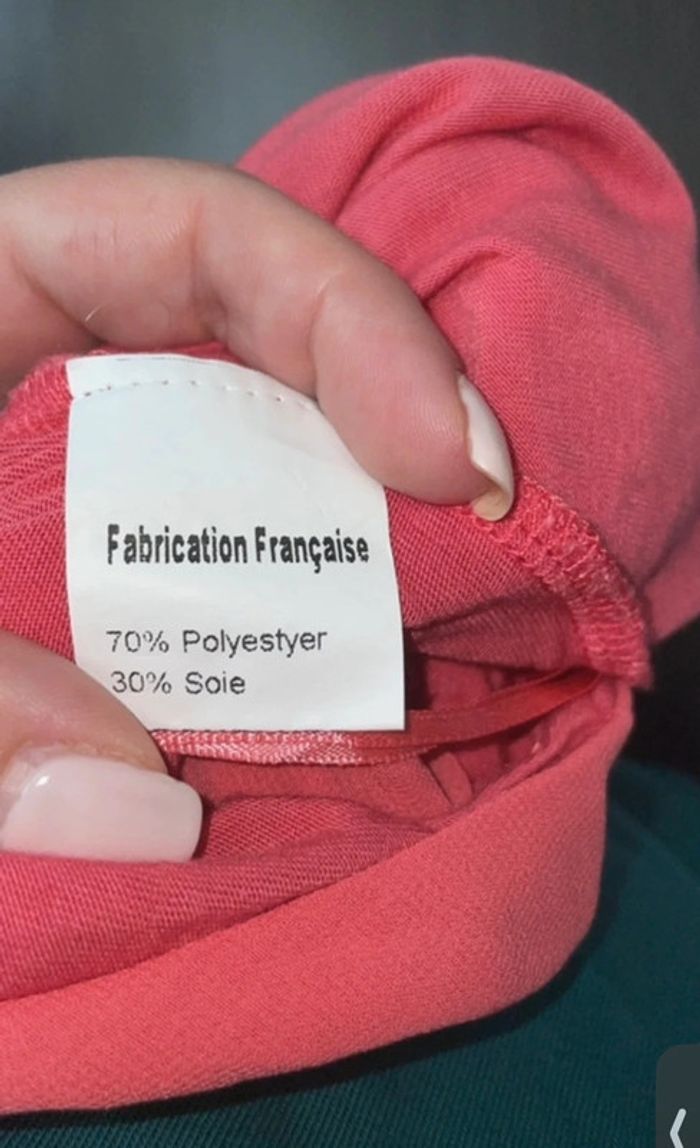 Fabrication Française
70% Polyestyer
30% Soie